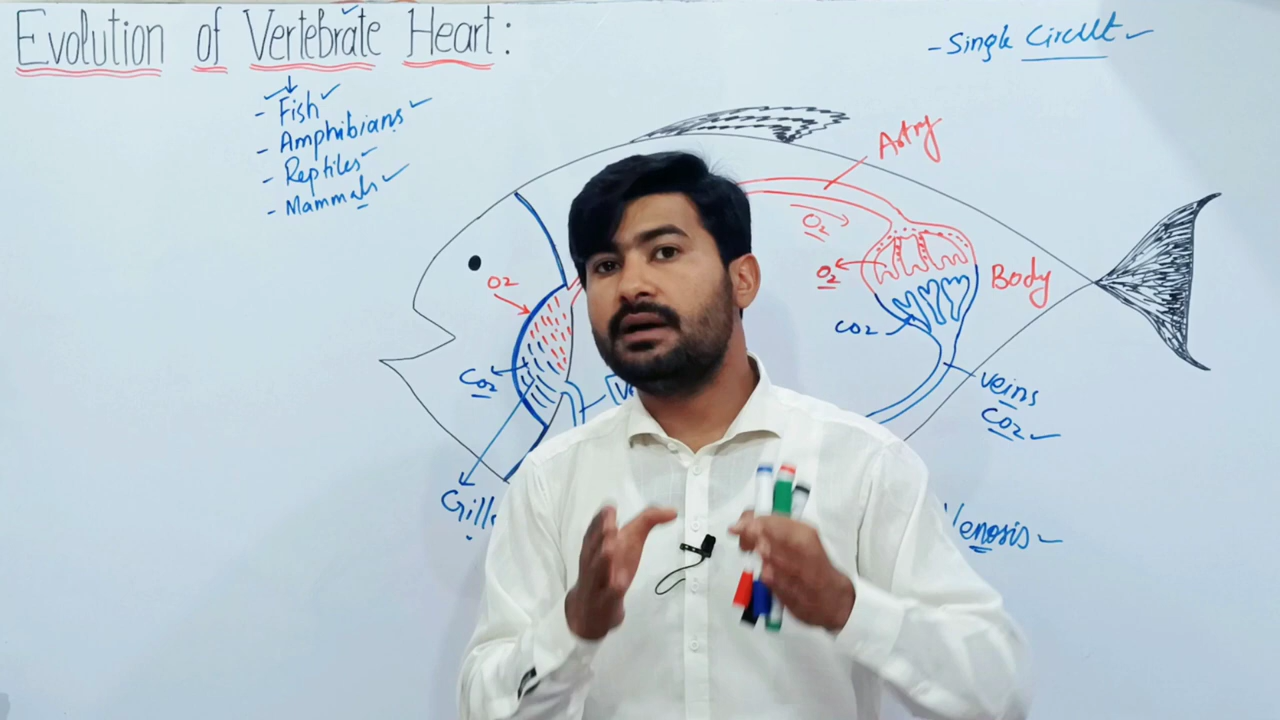 Evolution of Vertebrate Heart:
- Single Circuit
- Fish
- Amphibians
- Reptiles
- Mammals
Artry
O2
O2
Body
O2
CO2
CO2
veins
CO2
Gills
Venosis